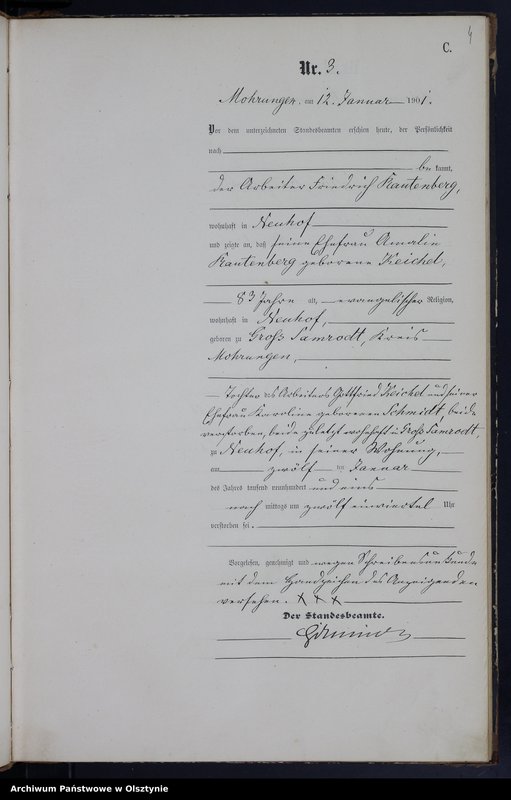 4
C.
Nr. 3.
Mohrungen, am 12. Januar 1901.
Vor dem unterzeichneten Standesbeamten erschien heute, der Persönlichkeit
nach
be kannt,
der Arbeiter Friedrich Rautenberg,
wohnhaft in Neuhof
und zeigte an, daß seine Ehefrau Amalie
Rautenberg geborene Reichel,
83 Jahre alt, evangelischer Religion,
wohnhaft in Neuhof,
geboren zu Groß Samrodt, Kreis
Mohrungen,
Tochter des Arbeiters Gottfried Reichel und seiner
Ehefrau Karoline geborenen Schmidt, beide
verstorben, beide zuletzt wohnhaft in Groß Samrodt,
zu Neuhof, in seiner Wohnung,
am zwölften Januar
des Jahres tausend neunhundert und eins
nach mittags um zwölf einviertel Uhr
verstorben sei.
Vorgelesen, genehmigt und wegen Schreibensunkunde
mit dem Handzeichen des Anzeigenden
versehen. X X X
Der Standesbeamte.
Archiwum Państwowe w Olsztynie